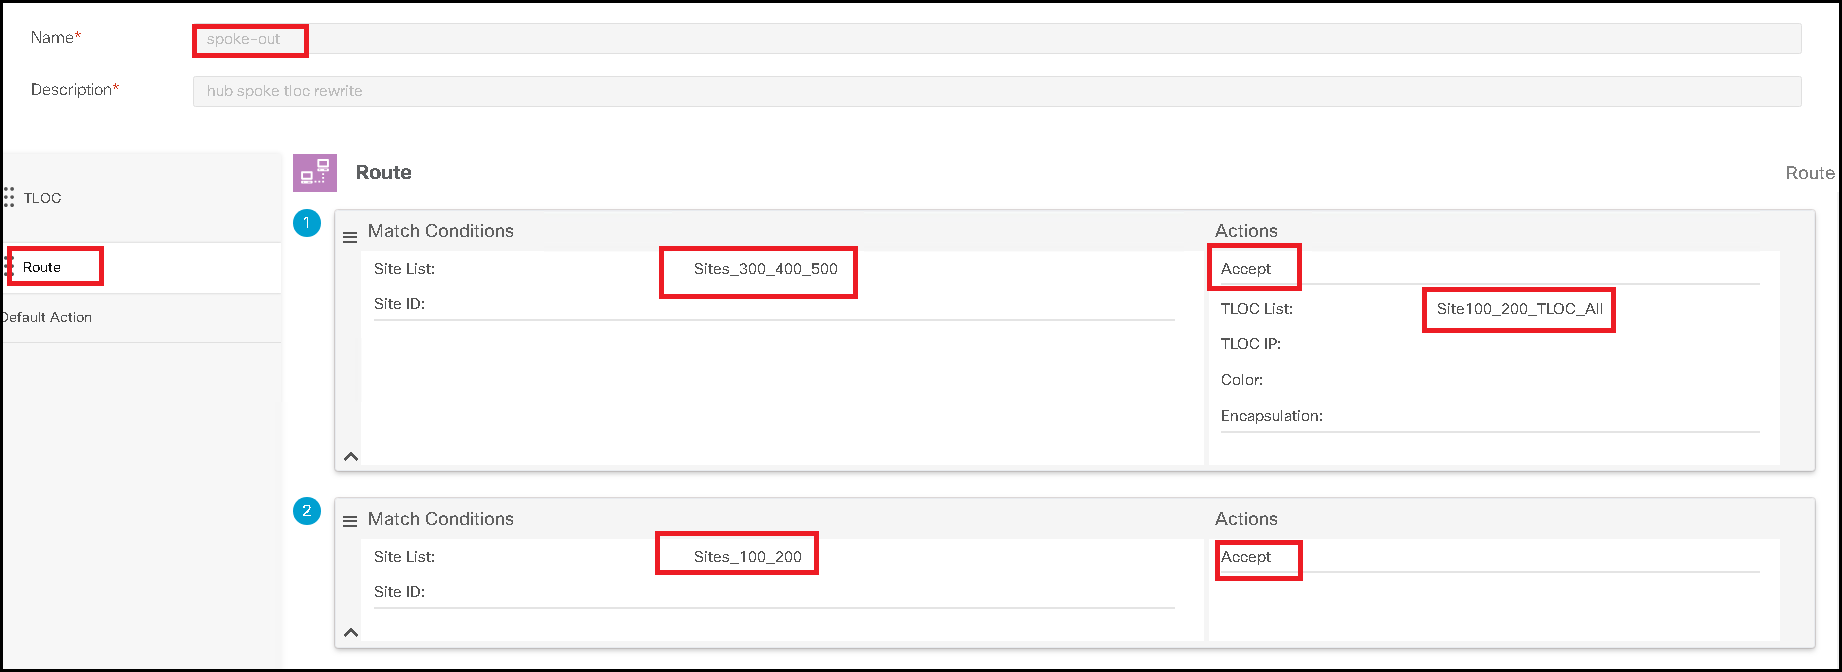 Name*
spoke-out
Description*
hub spoke tloc rewrite
TLOC
Route
Default Action
Route
Route
1
Match Conditions
Actions
Site List:
Sites_300_400_500
Accept
Site ID:
TLOC List:
Site100_200_TLOC_All
TLOC IP:
Color:
Encapsulation:
2
Match Conditions
Actions
Site List:
Sites_100_200
Accept
Site ID: